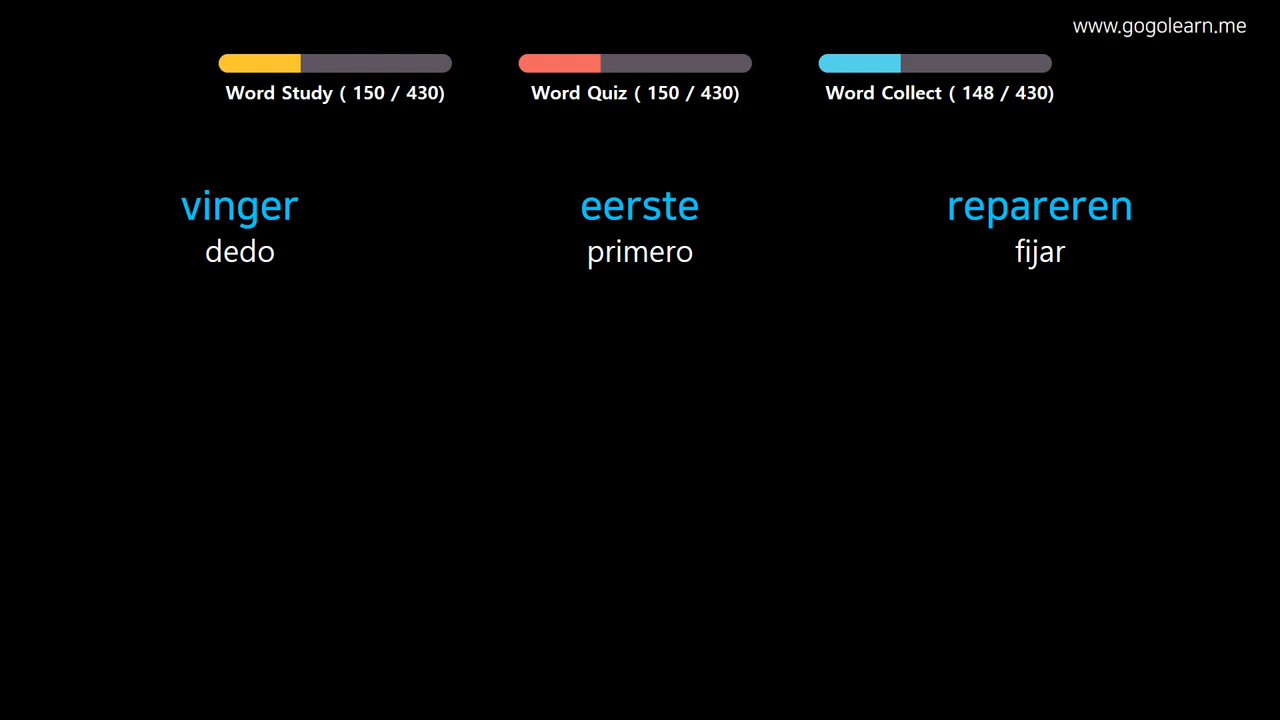 www.gogolearn.me
Word Study ( 150 / 430)
Word Quiz ( 150 / 430)
Word Collect ( 148 / 430)
vinger
dedo
eerste
primero
repareren
fijar